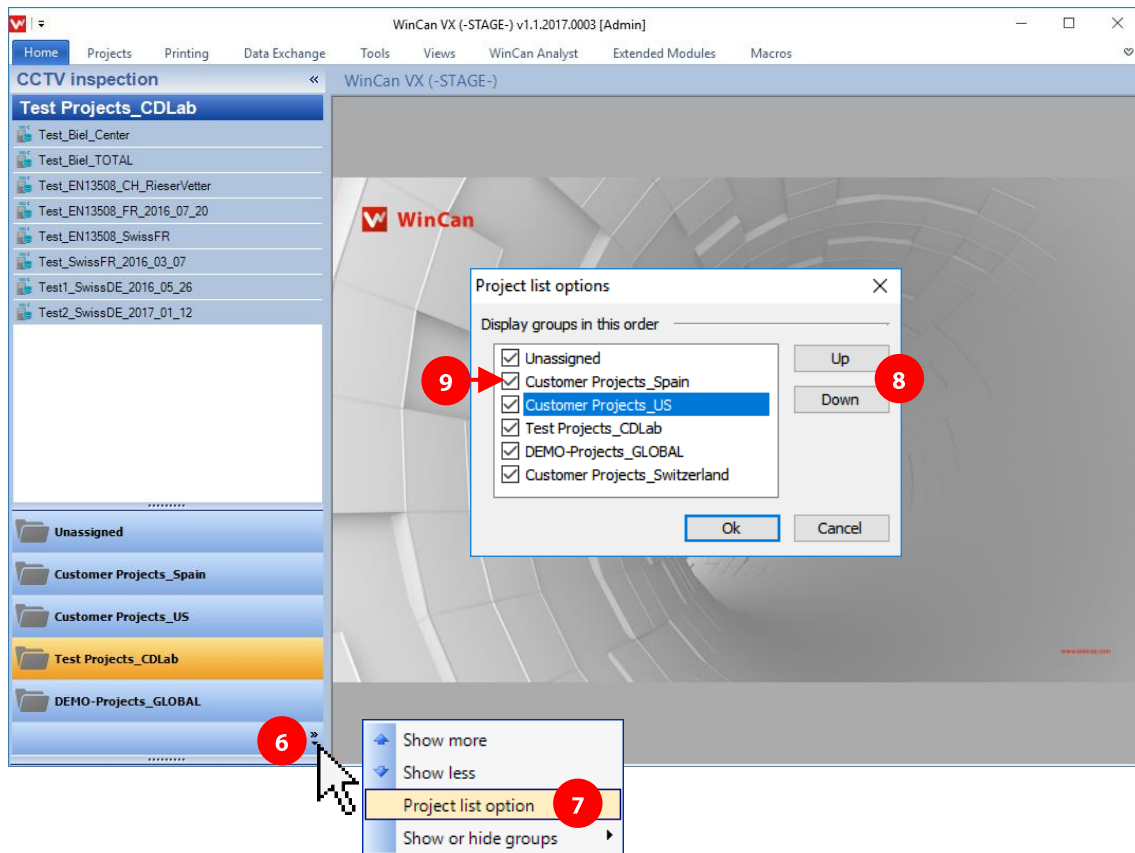 WinCan VX (-STAGE-) v1.1.2017.0003 [Admin]
Home Projects Printing Data Exchange Tools Views WinCan Analyst Extended Modules Macros
CCTV inspection «
WinCan VX (-STAGE-)
Test Projects_CDLab
Test_Biel_Center
Test_Biel_TOTAL
Test_EN13508_CH_RieserVetter
Test_EN13508_FR_2016_07_20
Test_EN13508_SwissFR
Test_SwissFR_2016_03_07
Test1_SwissDE_2016_05_26
Test2_SwissDE_2017_01_12
WinCan
Project list options
Display groups in this order
Unassigned
Customer Projects_Spain
Customer Projects_US
Test Projects_CDLab
DEMO-Projects_GLOBAL
Customer Projects_Switzerland
Up
Down
9
8
Ok Cancel
Unassigned
Customer Projects_Spain
Customer Projects_US
Test Projects_CDLab
DEMO-Projects_GLOBAL
www.wincan.com
6 »
Show more
Show less
Project list option 7
Show or hide groups